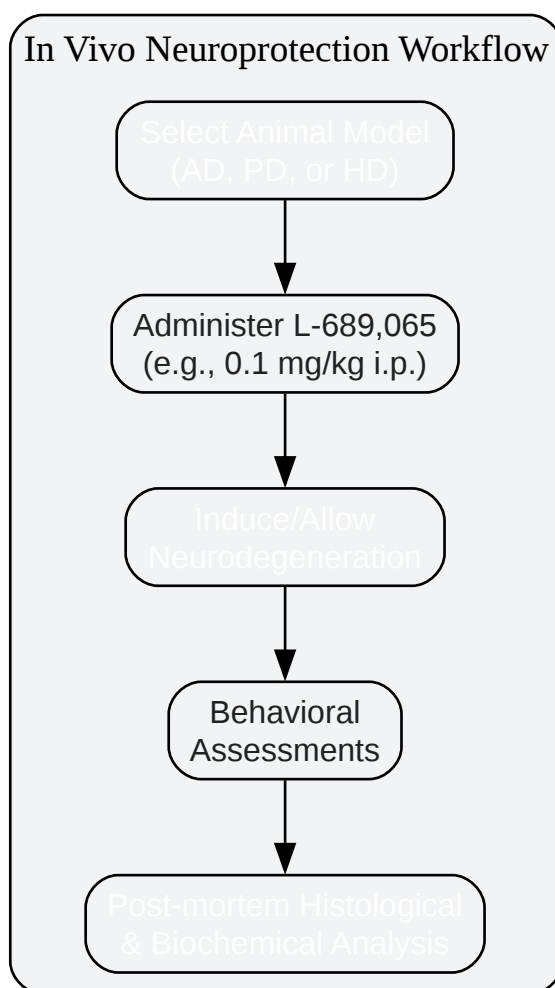 In Vivo Neuroprotection Workflow
Select Animal Model
(AD, PD, or HD)
Administer L-689,065
(e.g., 0.1 mg/kg i.p.)
Induce/Allow
Neurodegeneration
Behavioral
Assessments
Post-mortem Histological
& Biochemical Analysis